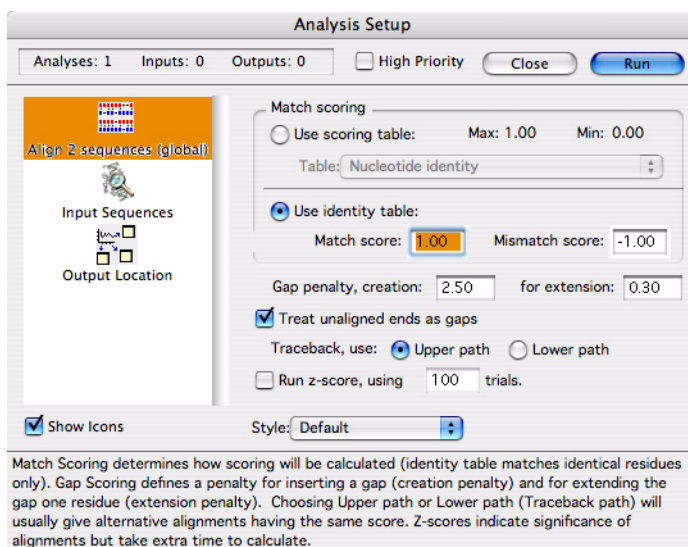 Analysis Setup
Analyses: 1 Inputs: 0 Outputs: 0 High Priority Close Run
Align 2 sequences (global)
Input Sequences
Output Location
Match scoring
Use scoring table: Max: 1.00 Min: 0.00
Table: Nucleotide identity
Use identity table:
Match score: 1.00 Mismatch score: -1.00
Gap penalty, creation: 2.50 for extension: 0.30
Treat unaligned ends as gaps
Traceback, use: Upper path Lower path
Run z-score, using 100 trials.
Show Icons Style: Default
Match Scoring determines how scoring will be calculated (identity table matches identical residues
only). Gap Scoring defines a penalty for inserting a gap (creation penalty) and for extending the
gap one residue (extension penalty). Choosing Upper path or Lower path (Traceback path) will
usually give alternative alignments having the same score. Z-scores indicate significance of
alignments but take extra time to calculate.